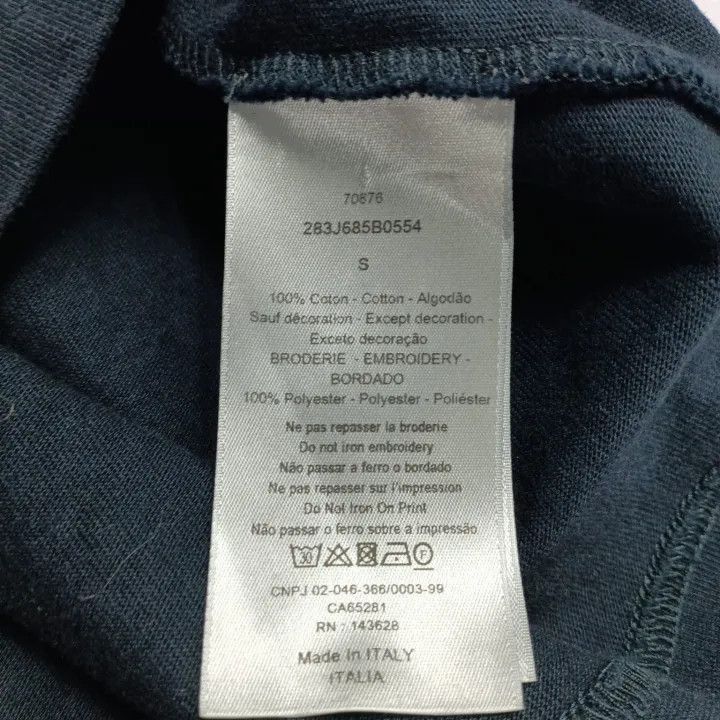 70876
283J685B0554
S
100% Coton - Cotton - Algodão
Sauf décoration - Except decoration -
Exceto decoração
BRODERIE - EMBROIDERY -
BORDADO
100% Polyester - Polyester - Poliéster
Ne pas repasser la broderie
Do not iron embroidery
Não passar a ferro o bordado
Ne pas repasser sur l'impression
Do Not Iron On Print
Não passar o ferro sobre a impressão
30 F
CNPJ 02-046-366/0003-99
CA65281
RN : 143628
Made In ITALY
ITALIA